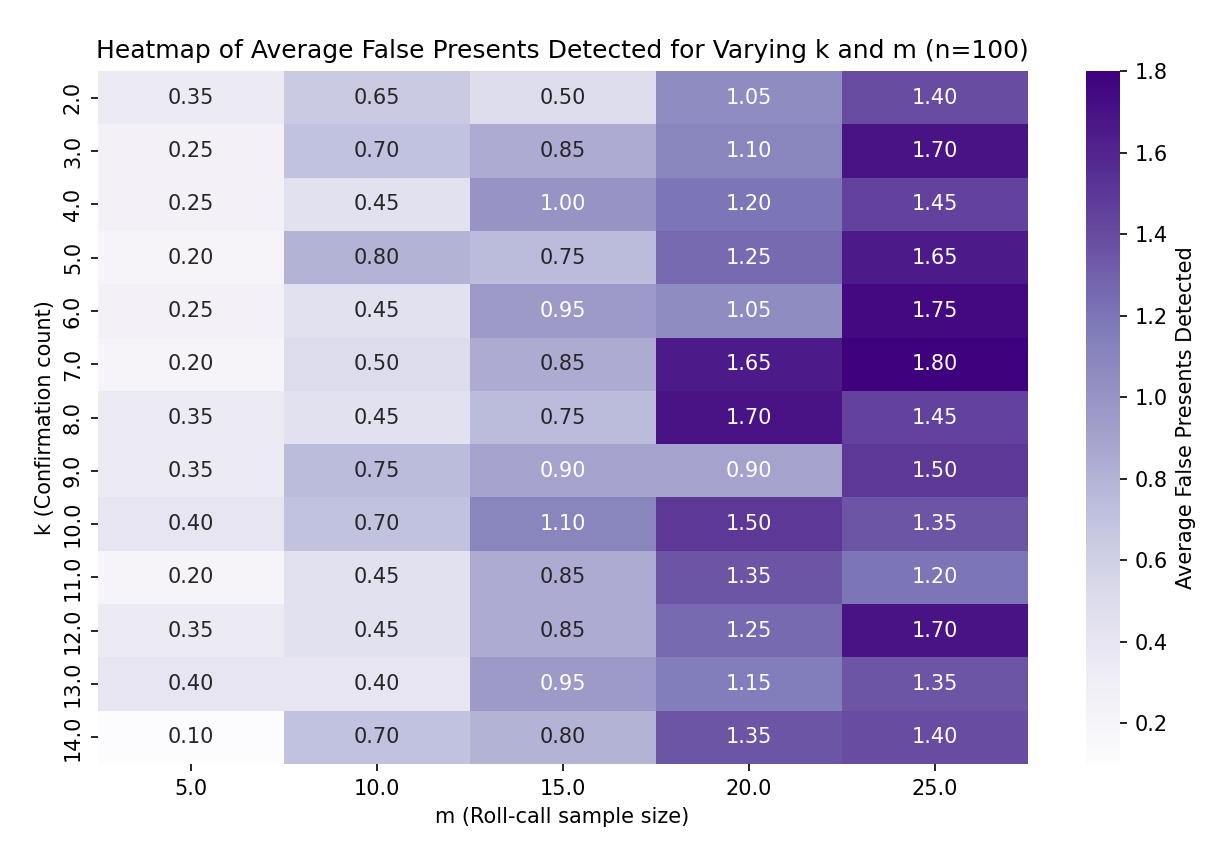 Heatmap of Average False Presents Detected for Varying k and m (n=100)
k (Confirmation count)
2.0 0.35 0.65 0.50 1.05 1.40
3.0 0.25 0.70 0.85 1.10 1.70
4.0 0.25 0.45 1.00 1.20 1.45
5.0 0.20 0.80 0.75 1.25 1.65
6.0 0.25 0.45 0.95 1.05 1.75
7.0 0.20 0.50 0.85 1.65 1.80
8.0 0.35 0.45 0.75 1.70 1.45
9.0 0.35 0.75 0.90 0.90 1.50
10.0 0.40 0.70 1.10 1.50 1.35
11.0 0.20 0.45 0.85 1.35 1.20
12.0 0.35 0.45 0.85 1.25 1.70
13.0 0.40 0.40 0.95 1.15 1.35
14.0 0.10 0.70 0.80 1.35 1.40
5.0 10.0 15.0 20.0 25.0
m (Roll-call sample size)
1.8
1.6
1.4
1.2
1.0
0.8
0.6
0.4
0.2
Average False Presents Detected